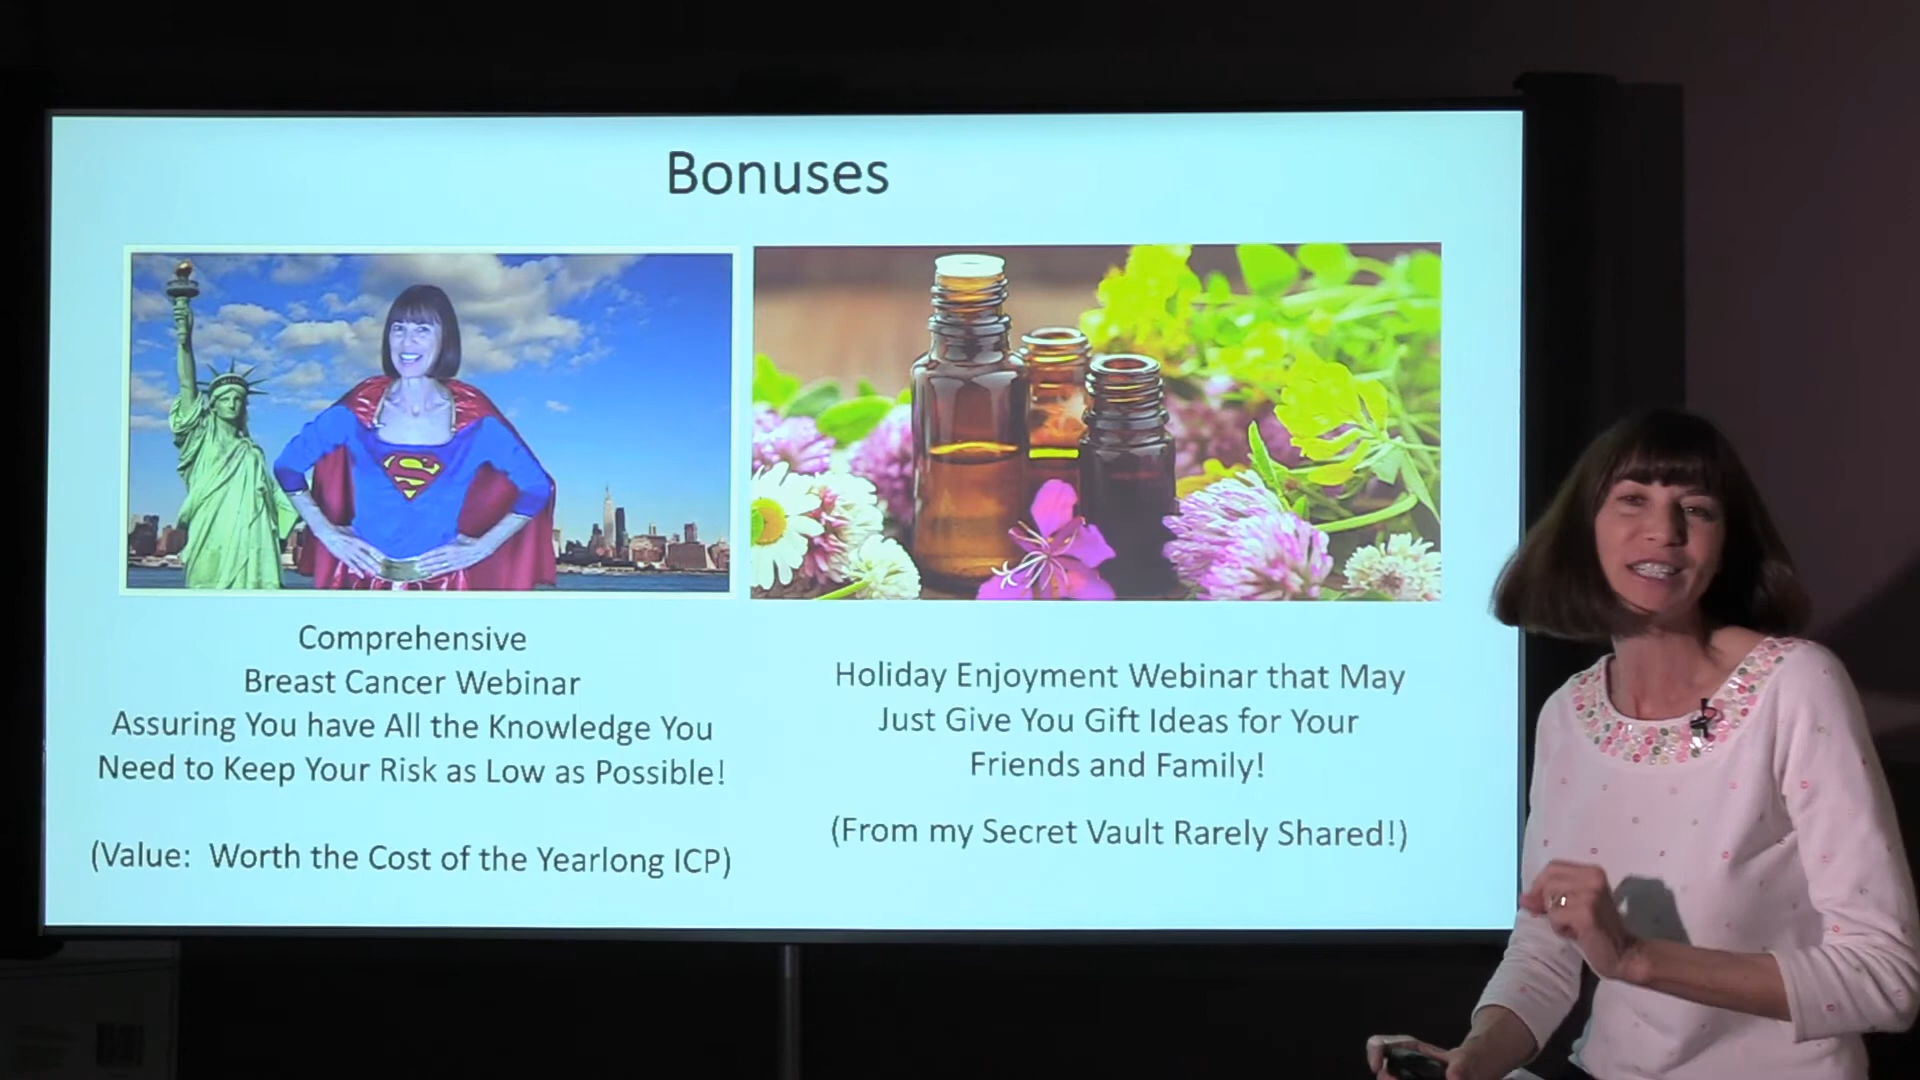 Bonuses
Comprehensive
Breast Cancer Webinar
Assuring You have All the Knowledge You
Need to Keep Your Risk as Low as Possible!
(Value: Worth the Cost of the Yearlong ICP)
Holiday Enjoyment Webinar that May
Just Give You Gift Ideas for Your
Friends and Family!
(From my Secret Vault Rarely Shared!)